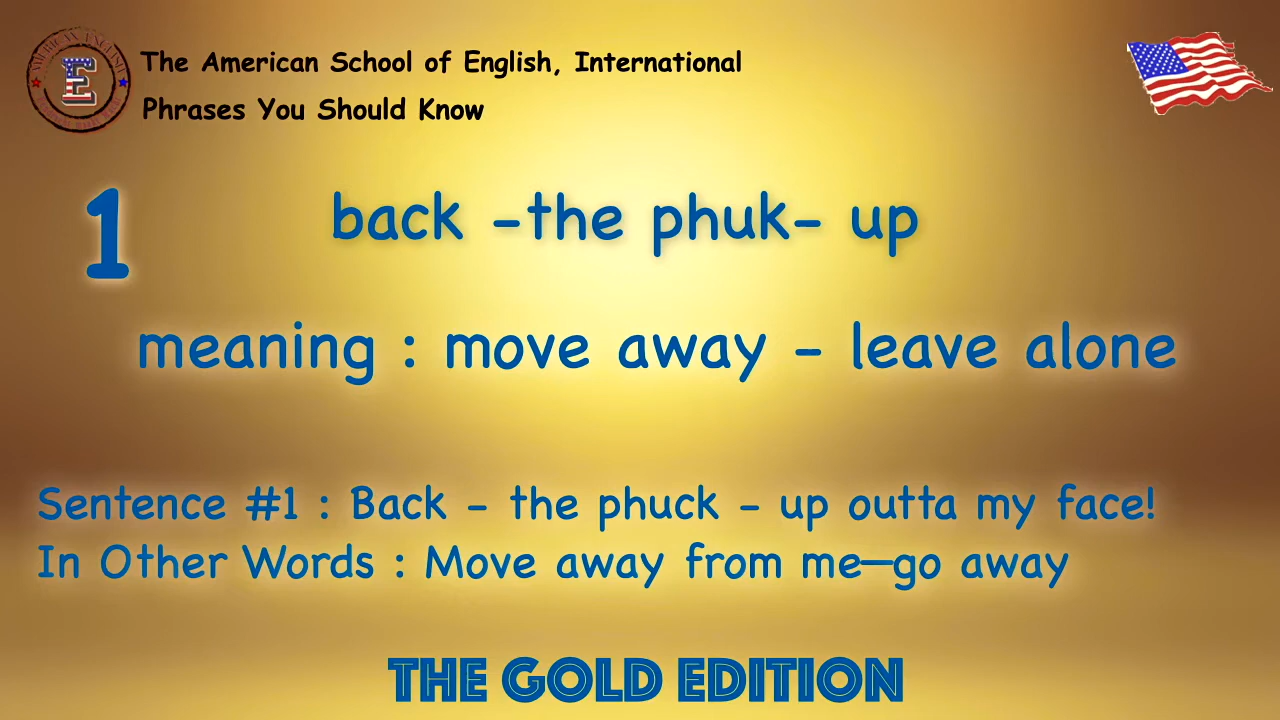 The American School of English, International
Phrases You Should Know
1
back -the phuk- up
meaning : move away - leave alone
Sentence #1 : Back - the phuck - up outta my face!
In Other Words : Move away from me—go away
THE GOLD EDITION
AMERICAN ENGLISH
E